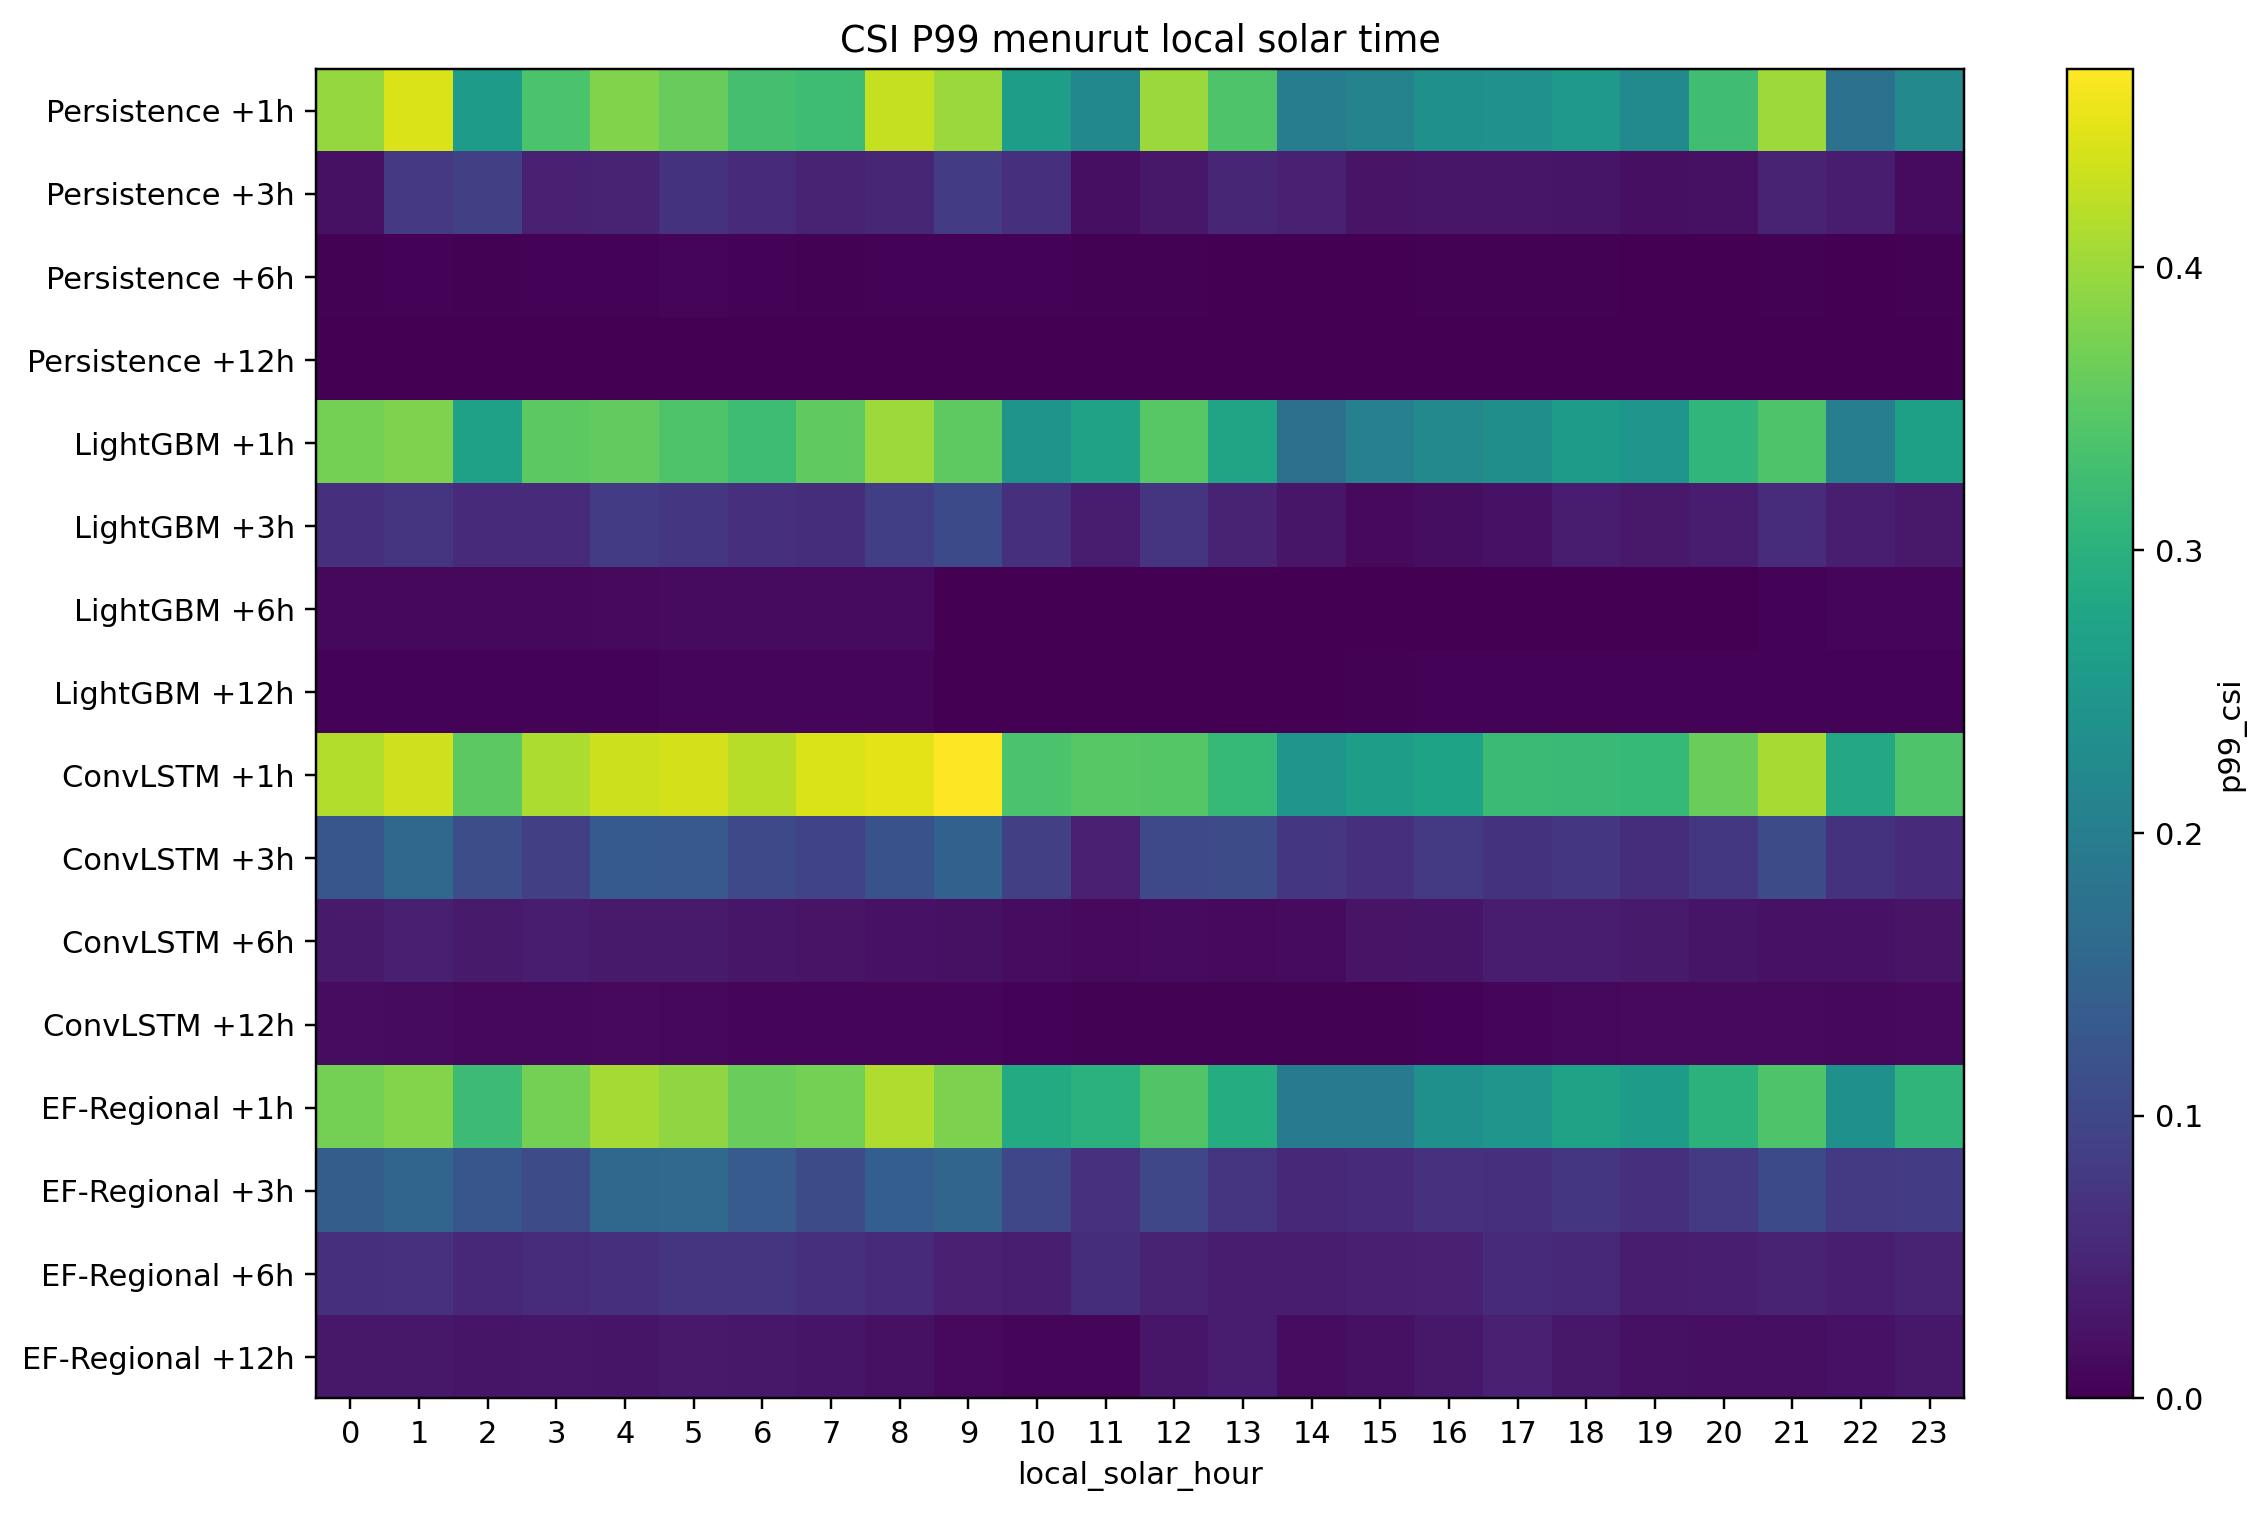 CSI P99 menurut local solar time
Persistence +1h
Persistence +3h
Persistence +6h
Persistence +12h
LightGBM +1h
LightGBM +3h
LightGBM +6h
LightGBM +12h
ConvLSTM +1h
ConvLSTM +3h
ConvLSTM +6h
ConvLSTM +12h
EF-Regional +1h
EF-Regional +3h
EF-Regional +6h
EF-Regional +12h
0 1 2 3 4 5 6 7 8 9 10 11 12 13 14 15 16 17 18 19 20 21 22 23
local_solar_hour
0.4
0.3
0.2
0.1
0.0
p99_csi